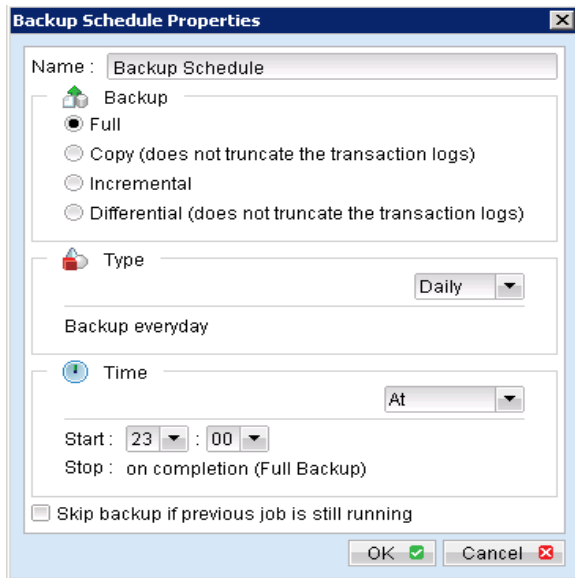 Backup Schedule Properties
Name : Backup Schedule
Backup
Full
Copy (does not truncate the transaction logs)
Incremental
Differential (does not truncate the transaction logs)
Type
Daily
Backup everyday
Time
At
Start : 23 : 00
Stop : on completion (Full Backup)
Skip backup if previous job is still running
OK Cancel